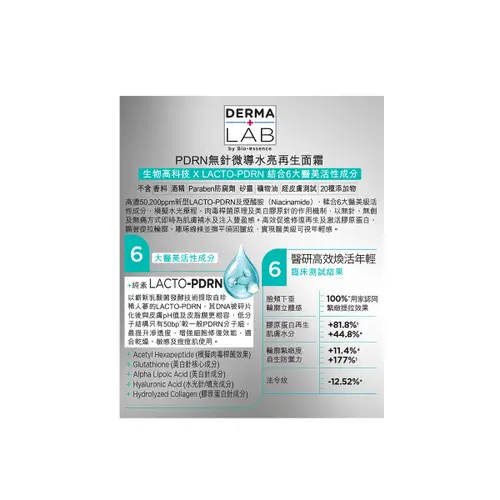 DERMA
LAB
by Bio-essence
PDRN無針微導水亮再生面霜
生物高科技 X LACTO-PDRN 結合6大醫美活性成分
不含 香料 酒精 Paraben防腐劑 矽靈 礦物油 經皮膚測試 20種添加物
高濃50,200ppm新型LACTO-PDRN及煙醯胺 (Niacinamide)，糅合6大醫美級活
性成分，模擬水光療程、肉毒桿菌原理及美白膠原針的作用機制，以無針、無創
及無痛方式即時為肌膚補水及注入豐盈感。高效促進修復再生及激活膠原蛋白，
顯著提拉輪廓、雕琢線條並撫平頑固皺紋，實現醫美級可視年輕感。
6 大醫美活性成分
+純素 LACTO-PDRN
以嶄新乳酸菌發酵技術提取自珍
稀人蔘的LACTO-PDRN，其DNA被碎片
化後與皮膚pH值及皮脂膜更相容，低分
子結構只有50bp 較一般PDRN分子細，
最提升滲透度、增強細胞修復效能，適
合乾燥、敏感及痘痘肌使用。
+ Acetyl Hexapeptide (模擬肉毒桿菌效果)
+ Glutathione (美白針核心成分)
+ Alpha Lipoic Acid (美白針成分)
+ Hyaluronic Acid (水光針/嘭亮成分)
+ Hydrolyzed Collagen (膠原蛋白針成分)
6 醫研高效煥活年輕
臨床測試結果
臉頰下垂 100% 用家認同
輪廓立體感 緊緻提拉效果
膠原蛋白再生 +81.8%
肌膚水分 +44.8%
輪廓緊緻度 +11.4%
自生防禦力 +177%
法令紋 -12.52%